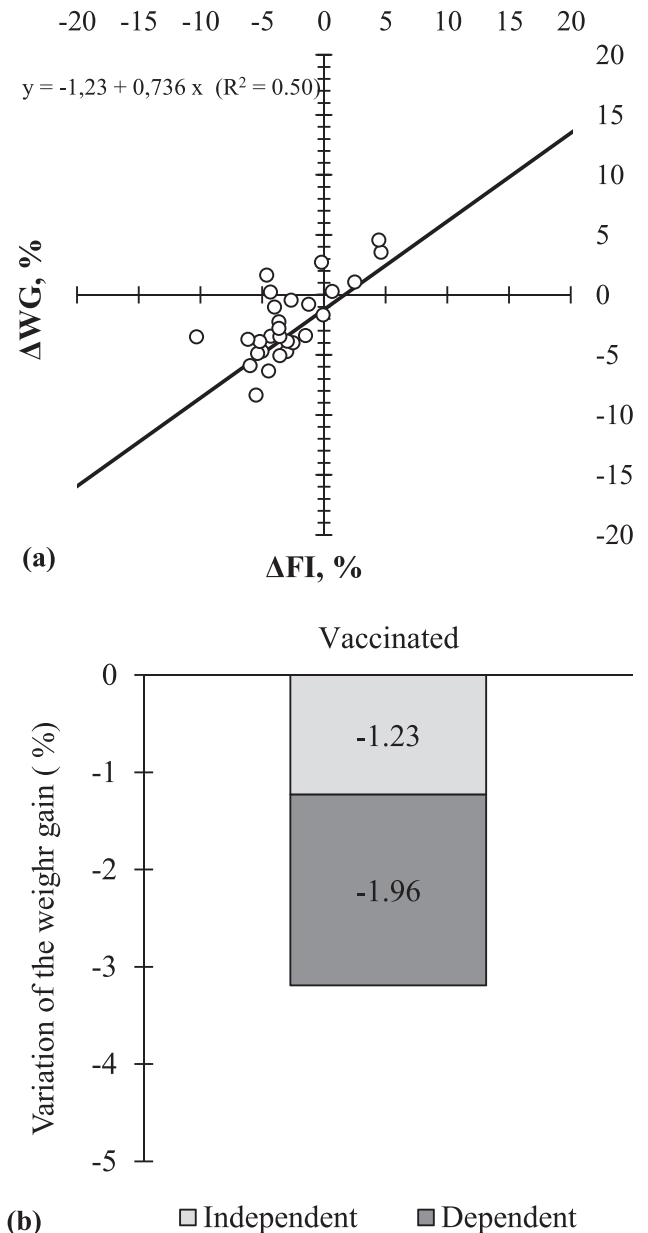 -20 -15 -10 -5 0 5 10 15 20
20
y = -1,23 + 0,736 x (R² = 0.50)
15
10
5
0
-5
-10
-15
-20
ΔWG, %
(a)
ΔFI, %
Vaccinated
0
-1
-2
-3
-4
-5
Variation of the weighr gain ( %)
-1.23
-1.96
(b)
Independent Dependent